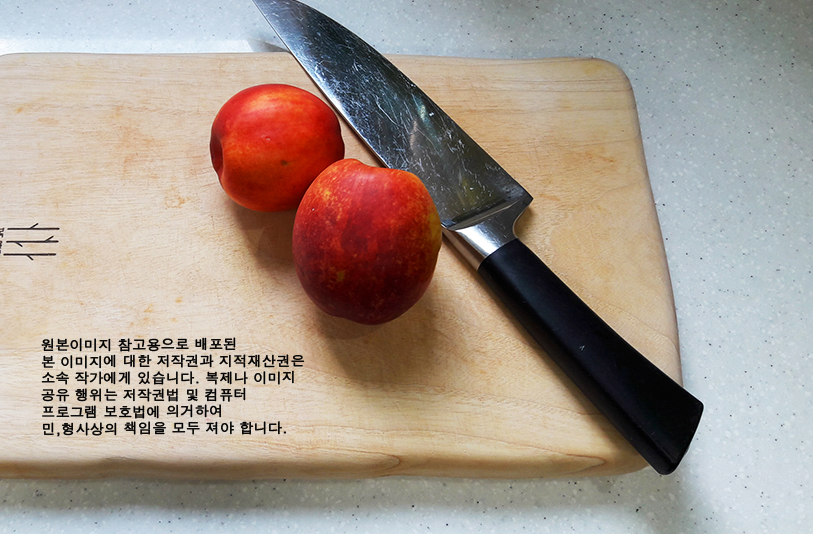 원본이미지 참고용으로 배포된
본 이미지에 대한 저작권과 지적재산권은
소속 작가에게 있습니다. 복제나 이미지
공유 행위는 저작권법 및 컴퓨터
프로그램 보호법에 의거하여
민,형사상의 책임을 모두 져야 합니다.